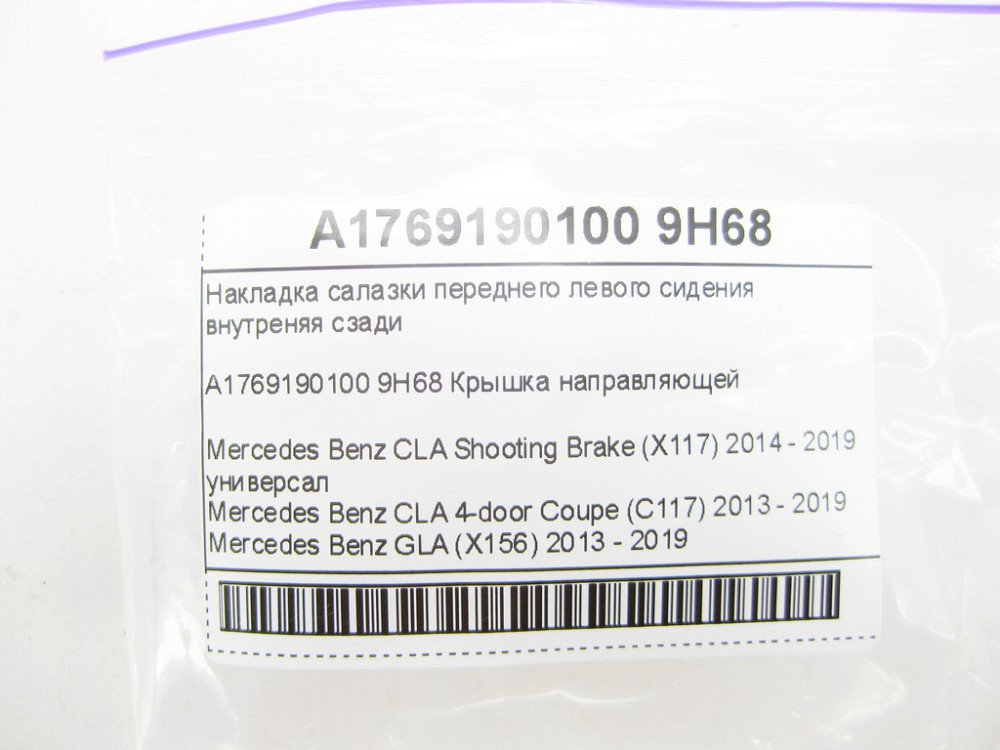 A1769190100 9H68
Накладка салазки переднего левого сидения
внутреняя сзади
A1769190100 9H68 Крышка направляющей
Mercedes Benz CLA Shooting Brake (X117) 2014 - 2019
универсал
Mercedes Benz CLA 4-door Coupe (C117) 2013 - 2019
Mercedes Benz GLA (X156) 2013 - 2019